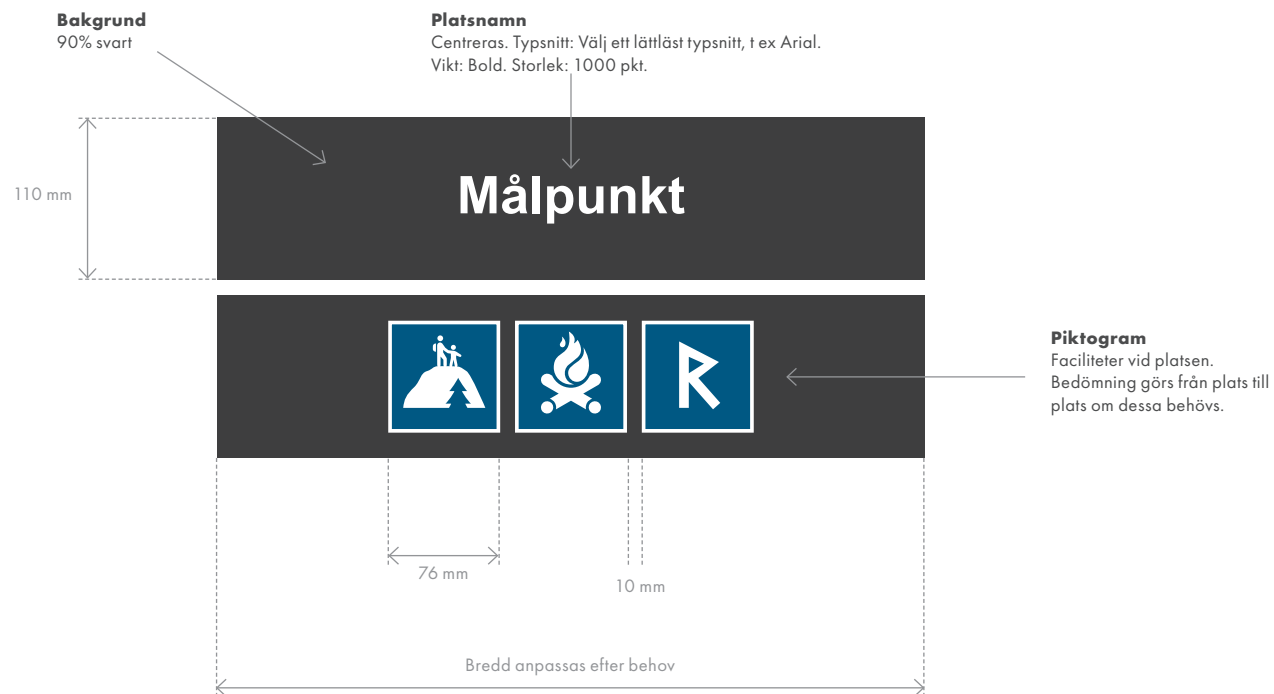 Bakgrund
90% svart
Platsnamn
Centreras. Typsnitt: Välj ett lättläst typsnitt, t ex Arial.
Vikt: Bold. Storlek: 1000 pkt.
110 mm
Målpunkt
Piktogram
Faciliteter vid platsen.
Bedömning görs från plats till
plats om dessa behövs.
76 mm
10 mm
Bredd anpassas efter behov